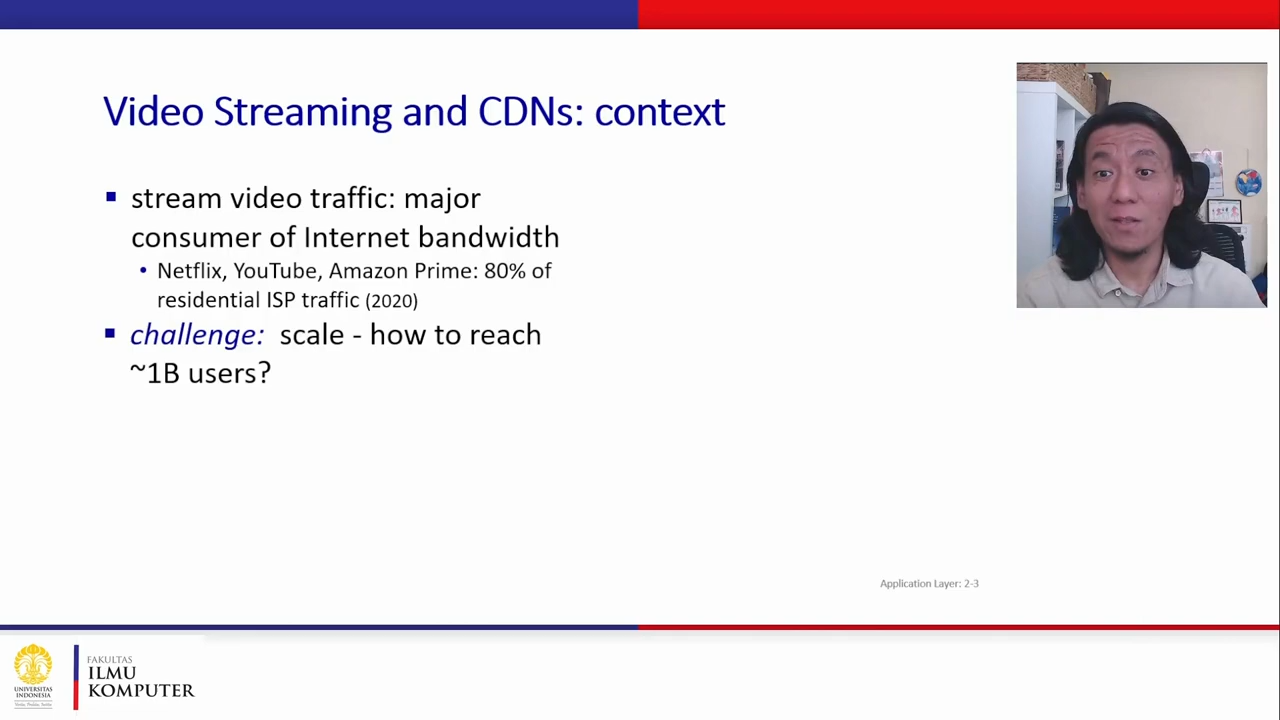 Video Streaming and CDNs: context
▪ stream video traffic: major
consumer of Internet bandwidth
• Netflix, YouTube, Amazon Prime: 80% of
residential ISP traffic (2020)
▪ challenge: scale - how to reach
~1B users?
Application Layer: 2-3
UNIVERSITAS
INDONESIA
FAKULTAS
ILMU
KOMPUTER